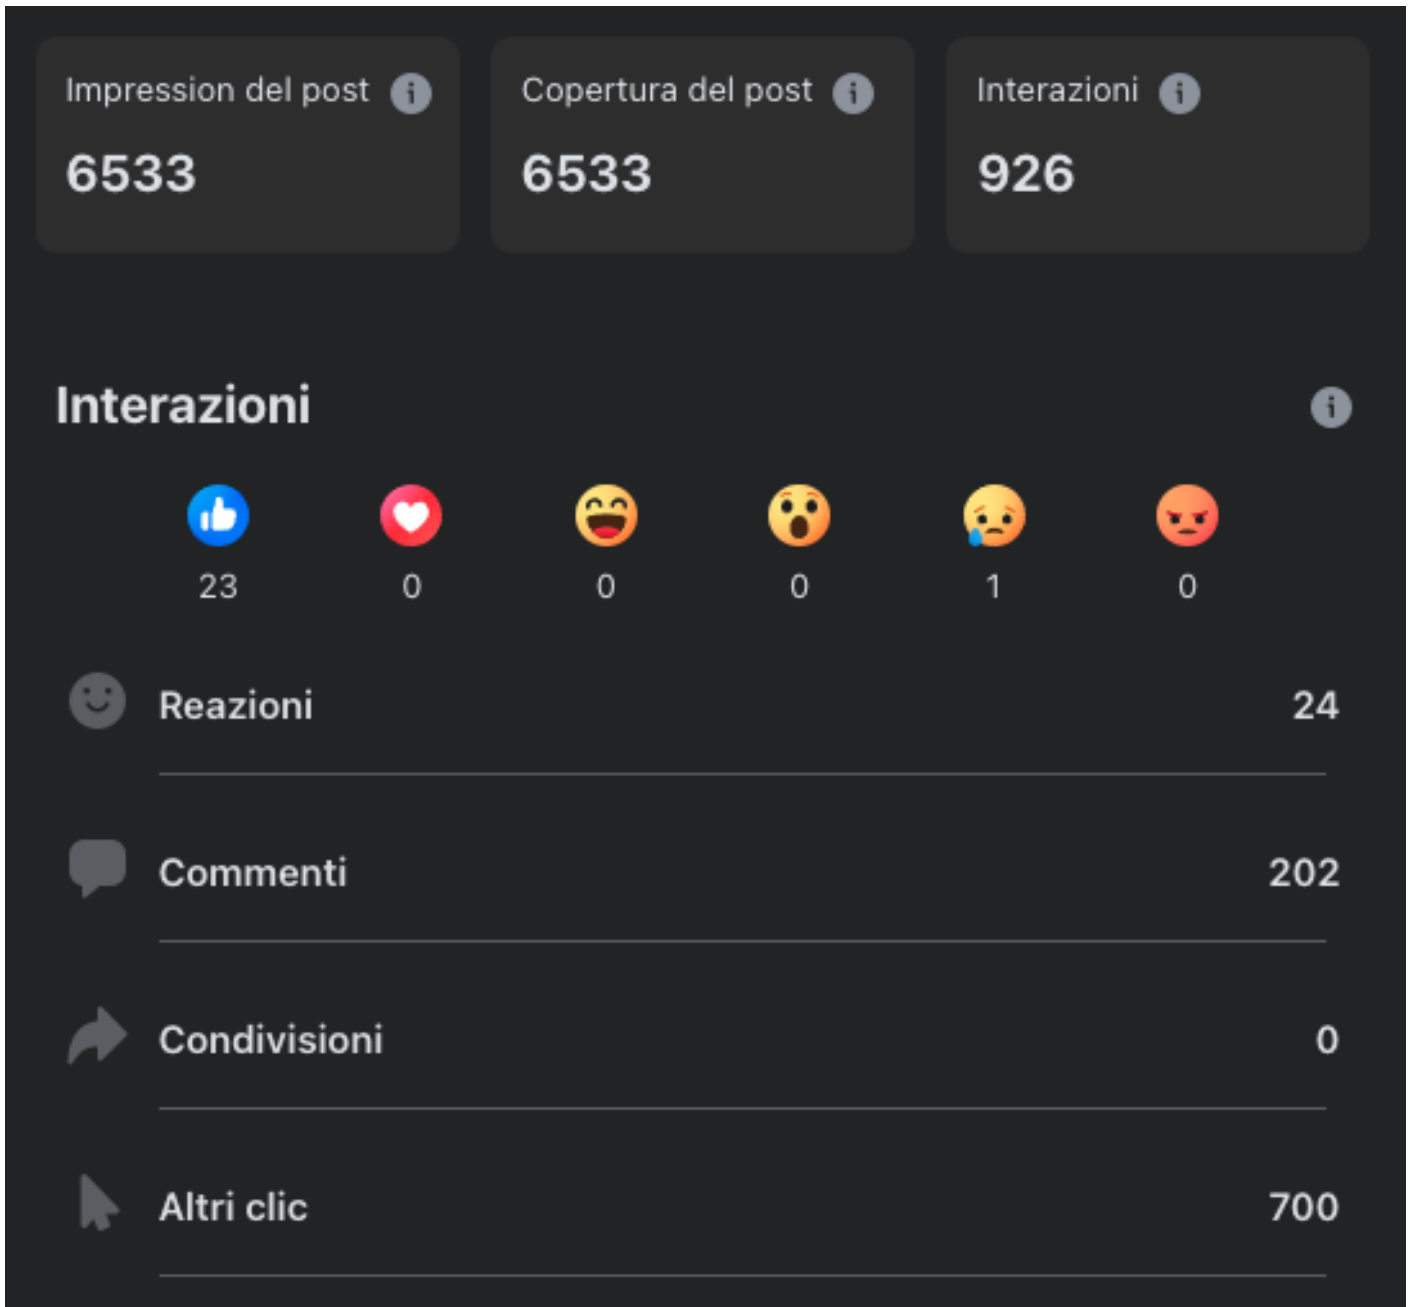 Impression del post
Copertura del post
Interazioni
6533
6533
926
Interazioni
23
0
0
0
1
0
Reazioni 24
Commenti 202
Condivisioni 0
Altri clic 700